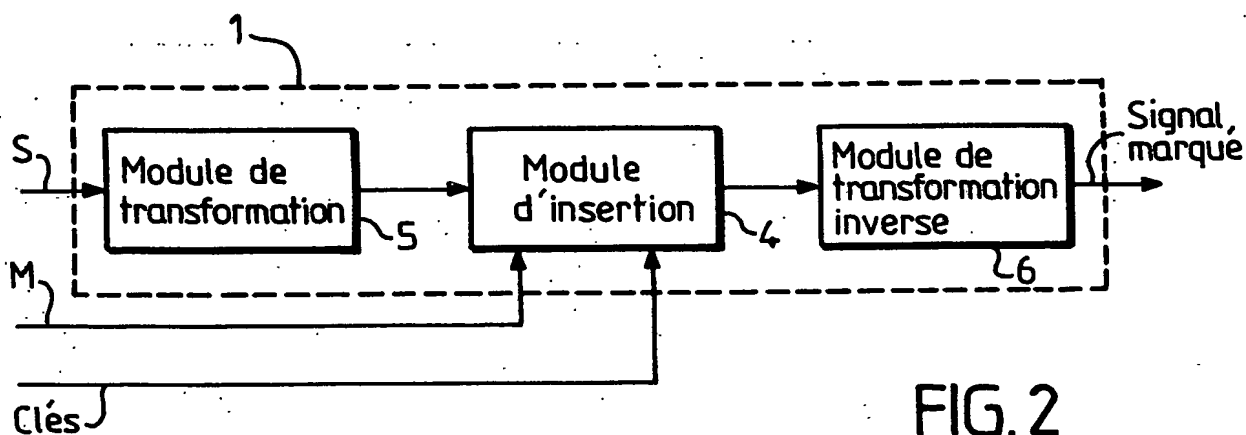 1
S
Module de
transformation
5
Module
d'insertion
4
Module de
transformation
inverse
6
Signal
marqué
M
Clés
FIG. 2